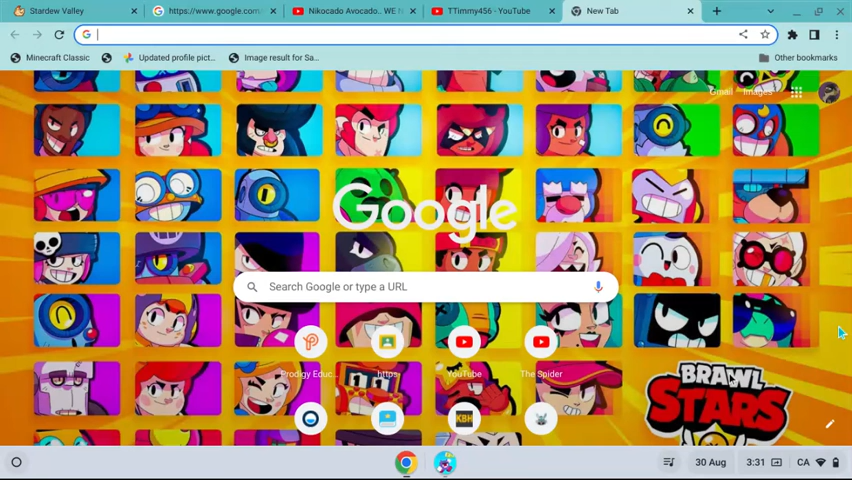 Stardew Valley
https://www.google.com/
Nikocado Avocado.. WE N
TTimmy456 - YouTube
New Tab
Minecraft Classic
Updated profile pict...
Image result for Sa...
Other bookmarks
Gmail
Images
Google
Search Google or type a URL
Prodigy Educ...
https
YouTube
The Spider
KBH
BRAWL
STARS
30 Aug
3:31
CA